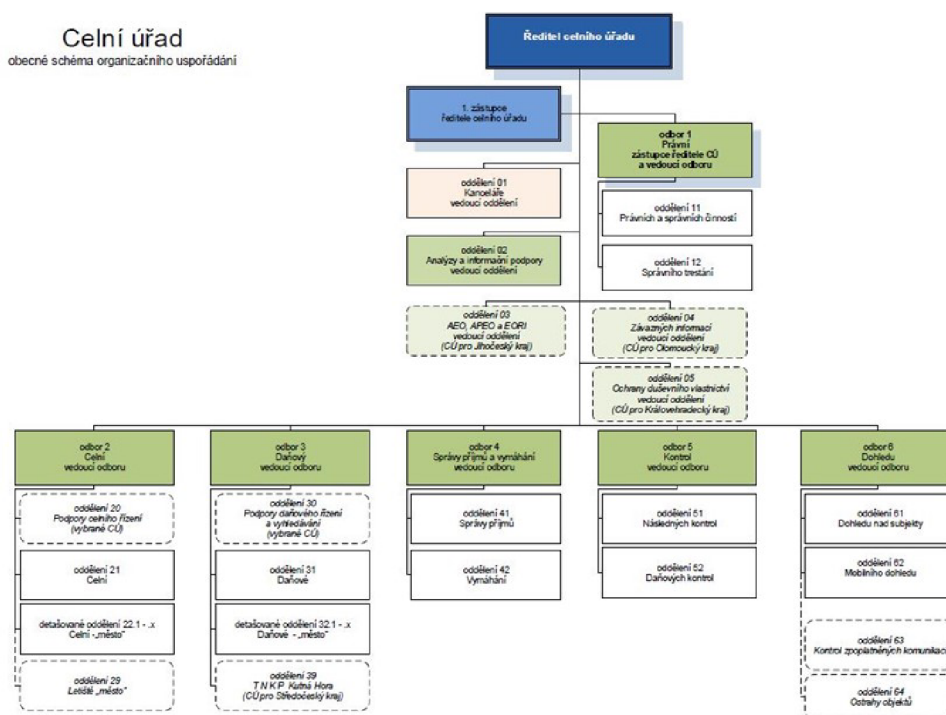 Celní úřad
obecné schéma organizačního uspořádání
Ředitel celního úřadu
1. zástupce
ředitele celního úřadu
odbor 1
Právní
zástupce ředitele CÚ
a vedoucí odboru
oddělení 01
Kanceláře
vedoucí oddělení
oddělení 11
Právních a správních činností
oddělení 02
Analýzy a informační podpory
vedoucí oddělení
oddělení 12
Správního trestání
oddělení 03
AEO, APEO a EORI
vedoucí oddělení
(CÚ pro Jihočeský kraj)
oddělení 04
Závazných informací
vedoucí oddělení
(CÚ pro Olomoucký kraj)
oddělení 05
Ochrany duševního vlastnictví
vedoucí oddělení
(CÚ pro Královehradecký kraj)
odbor 2
Celní
vedoucí odboru
oddělení 20
Podpory celního řízení
(vybrané CÚ)
oddělení 21
Celní
detašované oddělení 22.1 - .x
Celní -„město"
oddělení 29
Letiště „město"
odbor 3
Daňový
vedoucí odboru
oddělení 30
Podpory daňového řízení
a vyhledávání
(vybrané CÚ)
oddělení 31
Daňové
detašované oddělení 32.1 - .x
Daňové - „město"
oddělení 39
T N K P Kutná Hora
(CÚ pro Středočeský kraj)
odbor 4
Správy příjmů a vymáhání
vedoucí odboru
oddělení 41
Správy příjmů
oddělení 42
Vymáhání
odbor 5
Kontrol
vedoucí odboru
oddělení 51
Následných kontrol
oddělení 52
Daňových kontrol
odbor 6
Dohledu
vedoucí odboru
oddělení 61
Dohledu nad subjekty
oddělení 62
Mobilního dohledu
oddělení 63
Kontrol zpoplatněných komunikací
oddělení 64
Ostrahy objektů